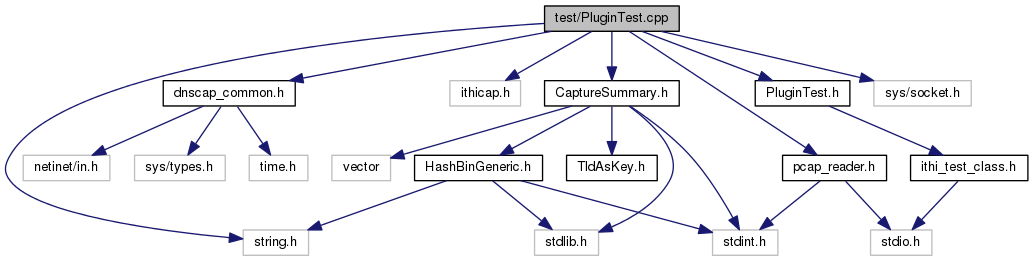 test/PluginTest.cpp
dnscap_common.h
ithicap.h
CaptureSummary.h
PluginTest.h
sys/socket.h
netinet/in.h
sys/types.h
time.h
vector
HashBinGeneric.h
TldAsKey.h
pcap_reader.h
ithi_test_class.h
string.h
stdlib.h
stdint.h
stdio.h